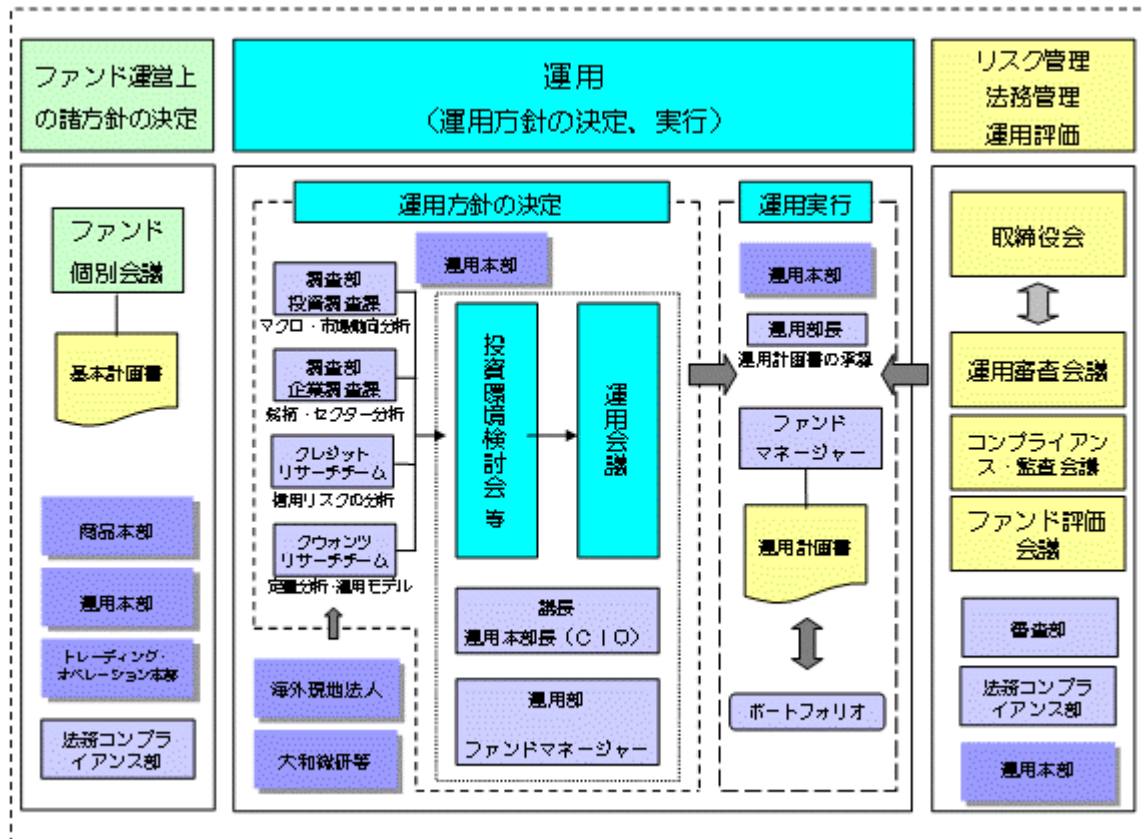 ファンド運営上
の諸方針の決定
運用
(運用方針の決定、実行)
リスク管理
法務管理
運用評価
ファンド
個別会議
基本計画書
商品本部
運用本部
トレーディング・
オペレーション本部
法務コンプラ
イアンス部
運用方針の決定
運用本部
調査部
投資調査課
マクロ・市場動向分析
調査部
企業調査課
銘柄・セクター分析
クレジット
リサーチチーム
信用リスクの分析
クウォンツ
リサーチチーム
定量分析・運用モデル
海外現地法人
大和総研等
投資環境検討会 等
運用会議
議長
運用本部長(CIO)
運用部
ファンドマネージャー
運用実行
運用本部
運用部長
運用計画書の承認
ファンド
マネージャー
運用計画書
ポートフォリオ
取締役会
運用審査会議
コンプライアン
ス・監査会議
ファンド評価
会議
審査部
法務コンプラ
イアンス部
運用本部